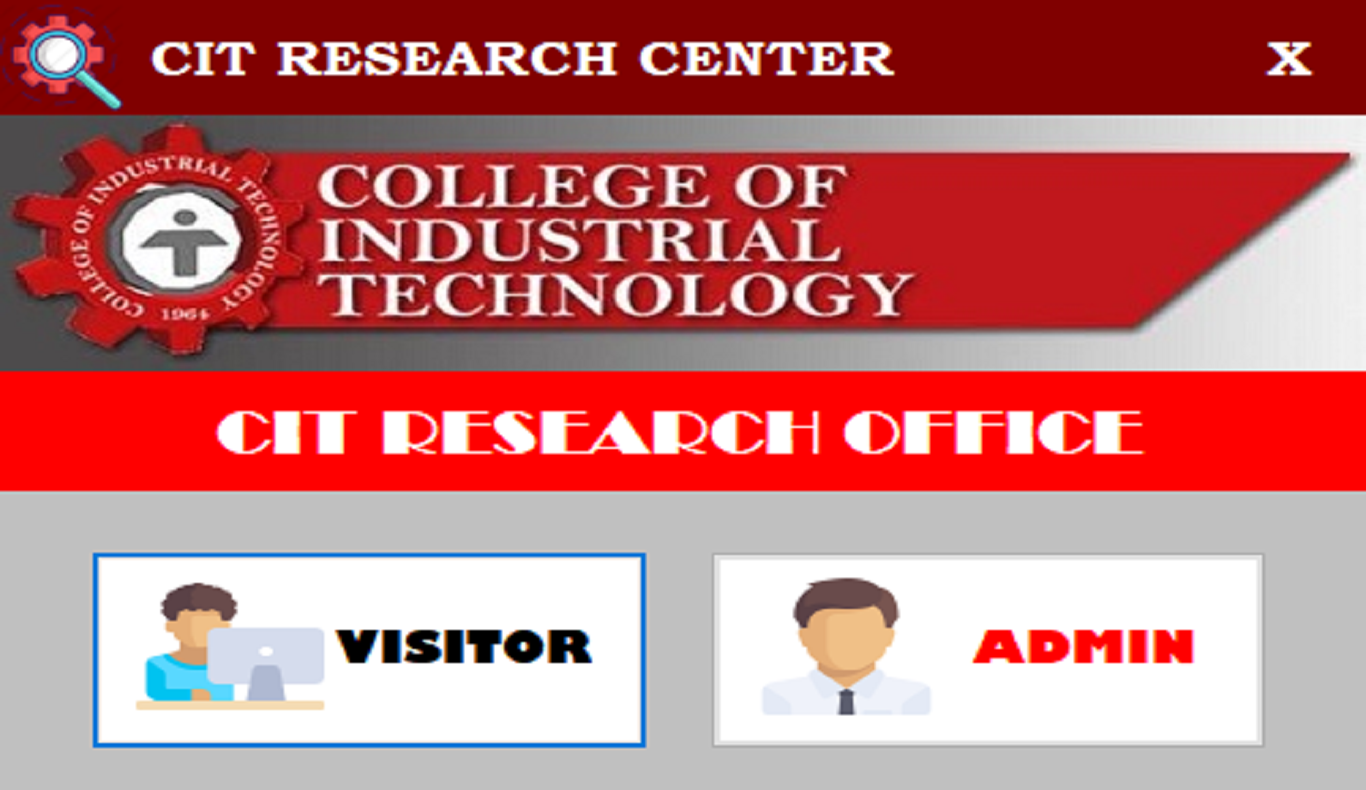 CIT RESEARCH CENTER
X
COLLEGE OF INDUSTRIAL TECHNOLOGY
1964
COLLEGE OF
INDUSTRIAL
TECHNOLOGY
CIT RESEARCH OFFICE
VISITOR
ADMIN